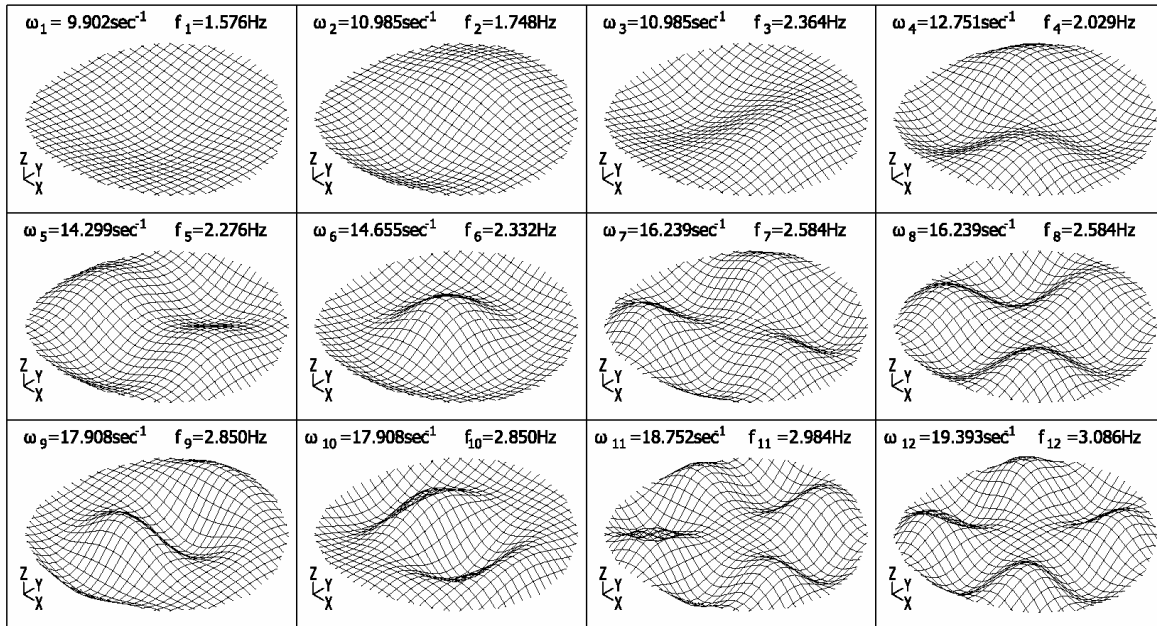 ω1 = 9.902sec-1 f1=1.576Hz
ω2 =10.985sec-1 f2=1.748Hz
ω3 =10.985sec-1 f3=2.364Hz
ω4 =12.751sec-1 f4=2.029Hz
Z Y X
Z Y X
Z Y X
Z Y X
ω5 =14.299sec-1 f5=2.276Hz
ω6 =14.655sec-1 f6=2.332Hz
ω7 =16.239sec-1 f7=2.584Hz
ω8 =16.239sec-1 f8=2.584Hz
Z Y X
Z Y X
Z Y X
Z Y X
ω9=17.908sec-1 f9=2.850Hz
ω10=17.908sec-1 f10=2.850Hz
ω11=18.752sec-1 f11=2.984Hz
ω12=19.393sec-1 f12=3.086Hz
Z Y X
Z Y X
Z Y X
Z Y X